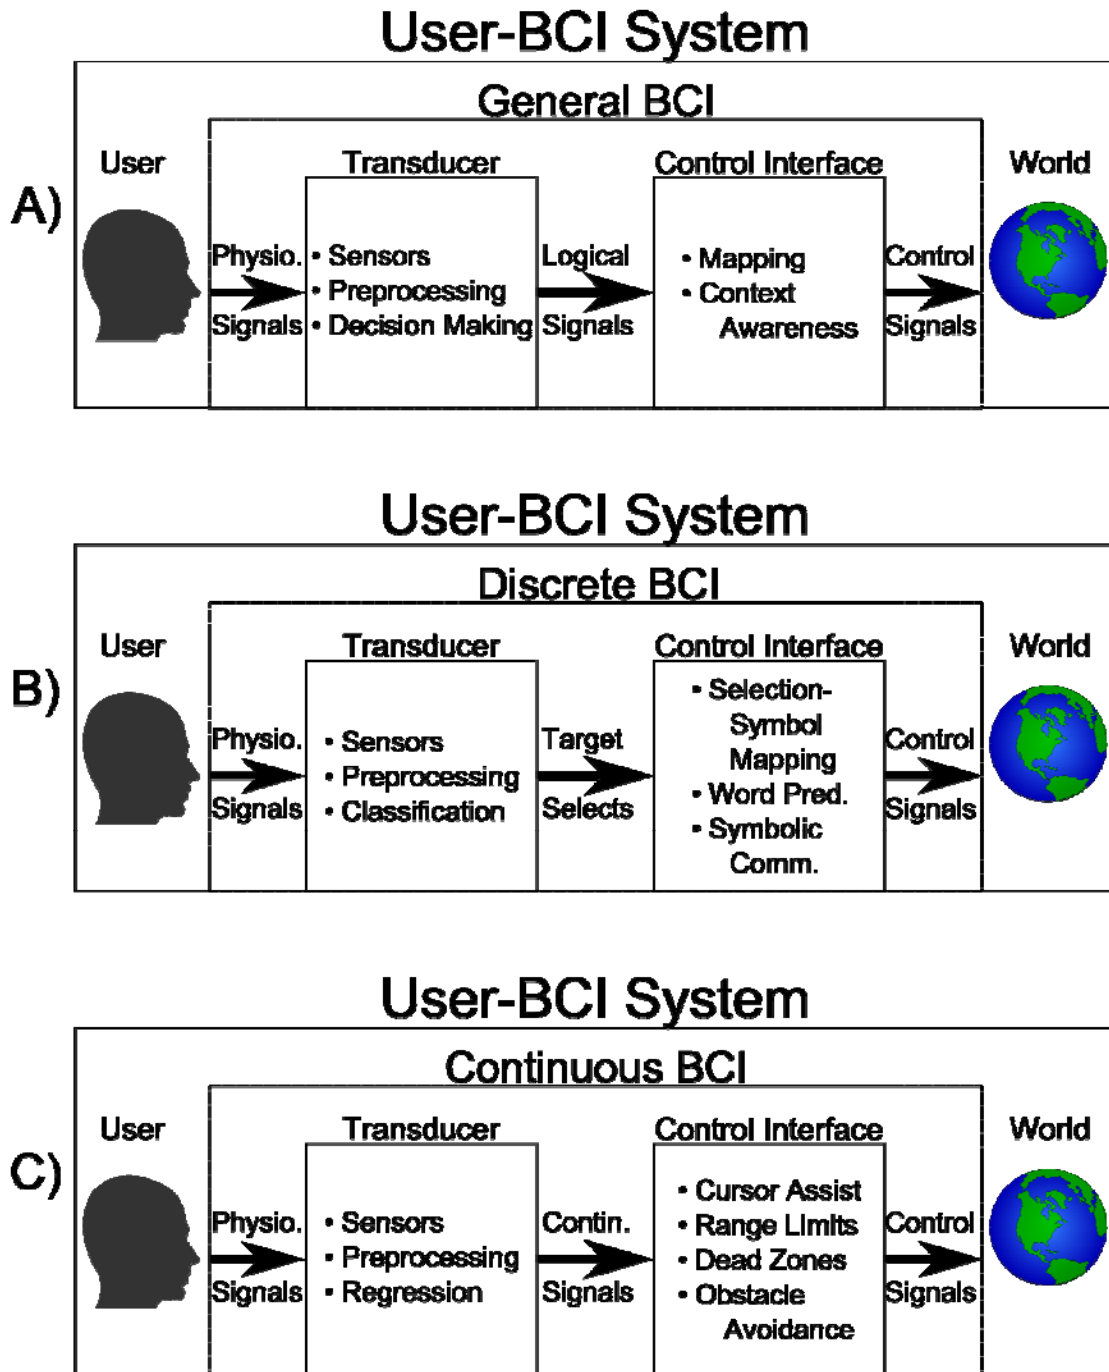 User-BCI System
General BCI
User
Transducer
Control Interface
World
A)
Physio.
Signals
• Sensors
• Preprocessing
• Decision Making
Logical
Signals
• Mapping
• Context
Awareness
Control
Signals
User-BCI System
Discrete BCI
User
Transducer
Control Interface
World
B)
Physio.
Signals
• Sensors
• Preprocessing
• Classification
Target
Selects
• Selection-
Symbol
Mapping
• Word Pred.
• Symbolic
Comm.
Control
Signals
User-BCI System
Continuous BCI
User
Transducer
Control Interface
World
C)
Physio.
Signals
• Sensors
• Preprocessing
• Regression
Contin.
Signals
• Cursor Assist
• Range Limits
• Dead Zones
• Obstacle
Avoidance
Control
Signals